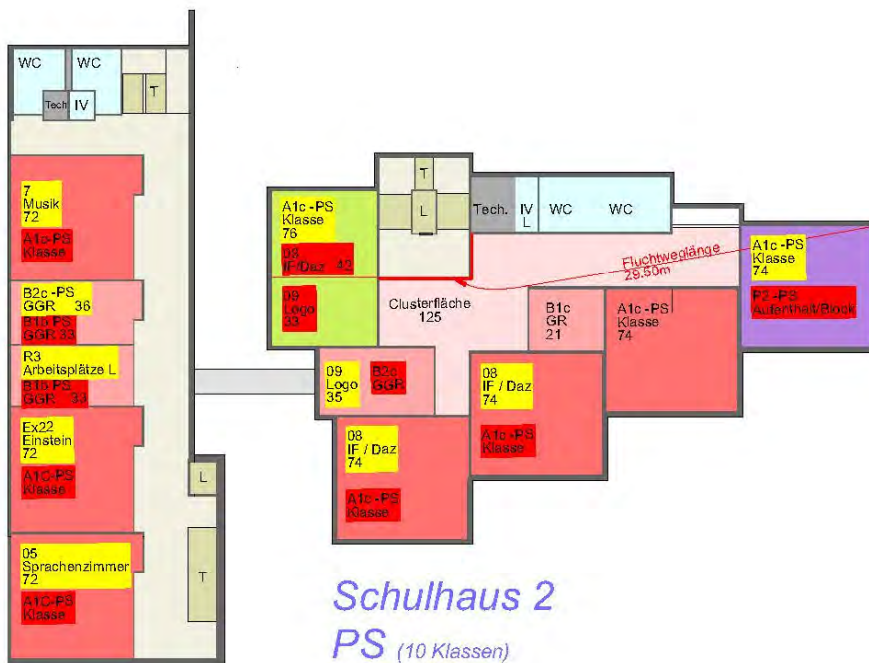 WC
WC
T
Tech
IV
7
Musik
72
A1c-PS
Klasse
B2c -PS
GGR 36
B1b-PS
GGR 33
R3
Arbeitsplätze L
B1b-PS
GGR 33
Ex22
Einstein
72
A1C-PS
Klasse
05
Sprachenzimmer
72
A1C-PS
Klasse
L
T
A1c -PS
Klasse
76
08
IF/Daz 42
09
Logo
33
T
L
Tech.
IV
L
WC
WC
Fluchtweglänge
29.50m
Clusterfläche
125
B1c
GR
21
A1c -PS
Klasse
74
A1c -PS
Klasse
74
R2 -PS
Aufenthalt/Block
09
Logo
35
B2c
GGR
08
IF / Daz
74
A1c -PS
Klasse
08
IF / Daz
74
A1c -PS
Klasse
Schulhaus 2
PS (10 Klassen)